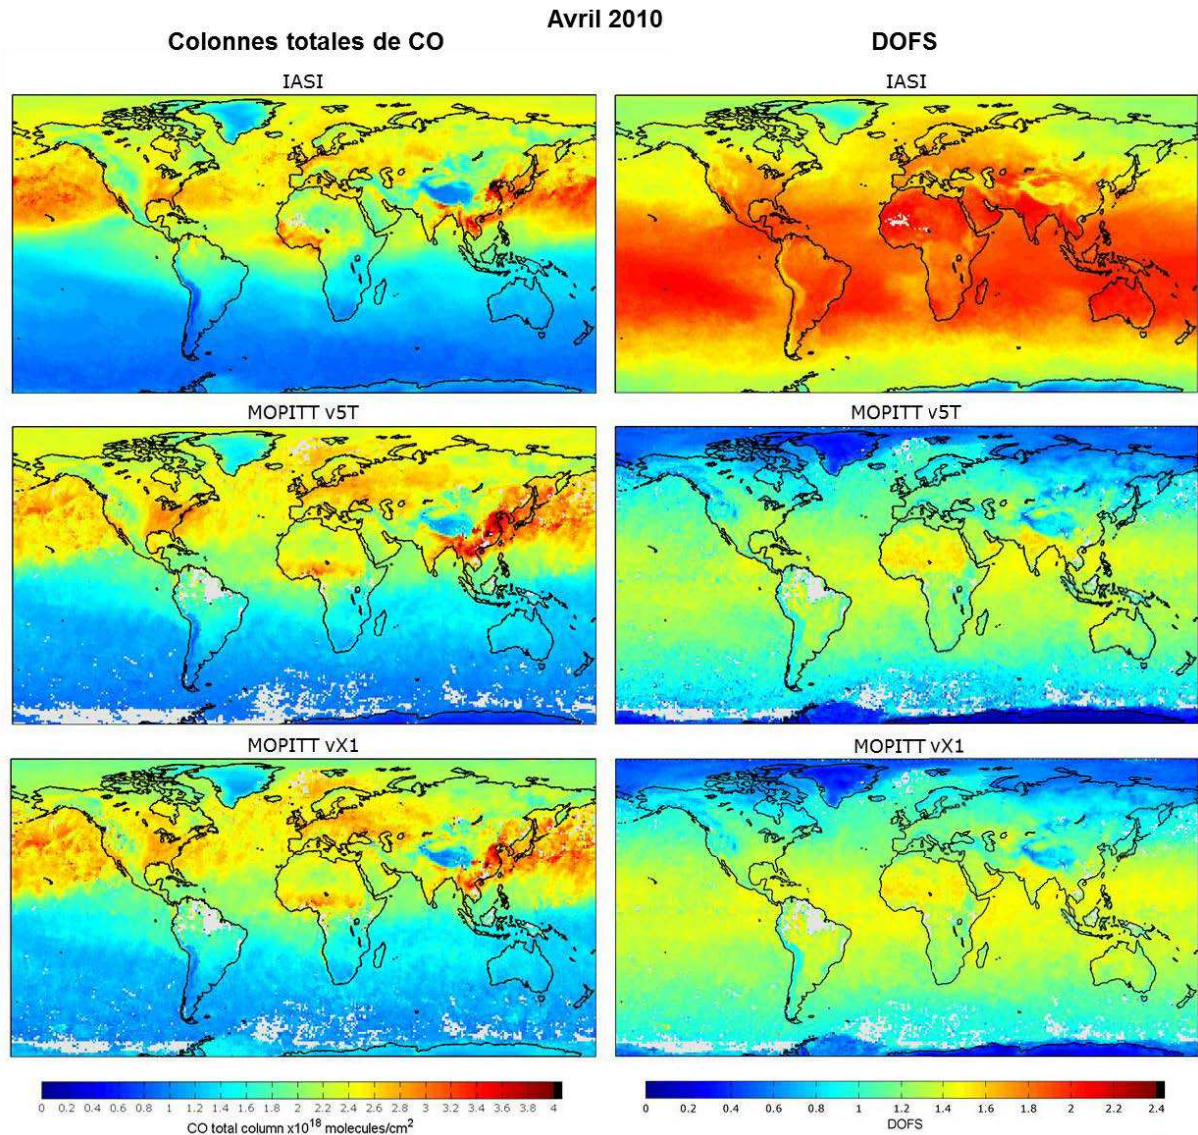 Avril 2010
Colonnes totales de CO
DOFS
IASI
IASI
MOPITT v5T
MOPITT v5T
MOPITT vX1
MOPITT vX1
0 0.2 0.4 0.6 0.8 1 1.2 1.4 1.6 1.8 2 2.2 2.4 2.6 2.8 3 3.2 3.4 3.6 3.8 4
CO total column x10¹⁸ molecules/cm²
0 0.2 0.4 0.6 0.8 1 1.2 1.4 1.6 1.8 2 2.2 2.4
DOFS